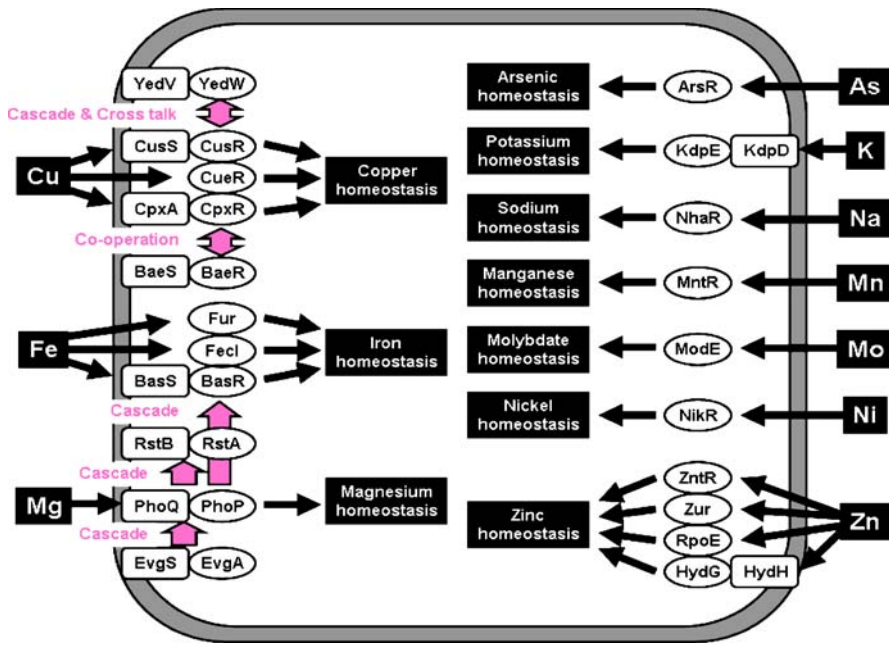 YedV YedW
Cascade & Cross talk
Cu
CusS CusR
CueR
CpxA CpxR
Copper
homeostasis
Co-operation
BaeS BaeR
Fe
Fur
FecI
BasS BasR
Iron
homeostasis
Cascade
RstB RstA
Cascade
Mg
PhoQ PhoP
Magnesium
homeostasis
Cascade
EvgS EvgA
Arsenic
homeostasis
ArsR
As
Potassium
homeostasis
KdpE KdpD
K
Sodium
homeostasis
NhaR
Na
Manganese
homeostasis
MntR
Mn
Molybdate
homeostasis
ModE
Mo
Nickel
homeostasis
NikR
Ni
Zinc
homeostasis
ZntR
Zur
RpoE
HydG HydH
Zn